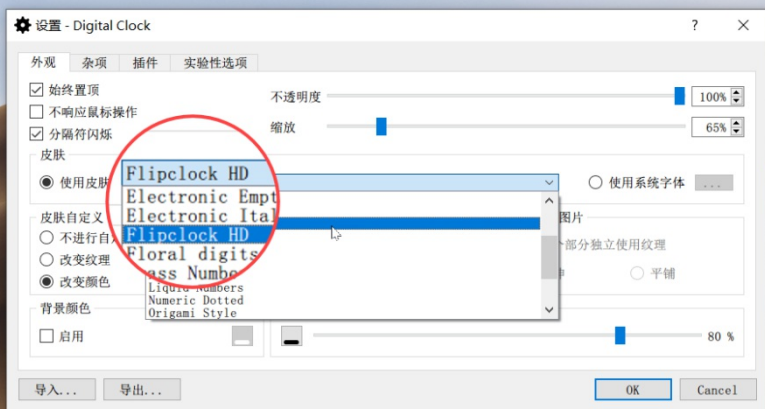 设置 - Digital Clock
?
外观 杂项 插件 实验性选项
始终置顶
不响应鼠标操作
分隔符闪烁
不透明度 100%
缩放 65%
皮肤
使用皮肤 Flipclock HD 使用系统字体 ...
Electronic
Electronic
Flipclock HD
Floral digits
Liquid Numbers
Numeric Dotted
Origami Style
皮肤自定义 图片
不进行自
改变纹理 部分独立使用纹理
改变颜色 平铺
背景颜色
启用 80 %
导入... 导出... OK Cancel